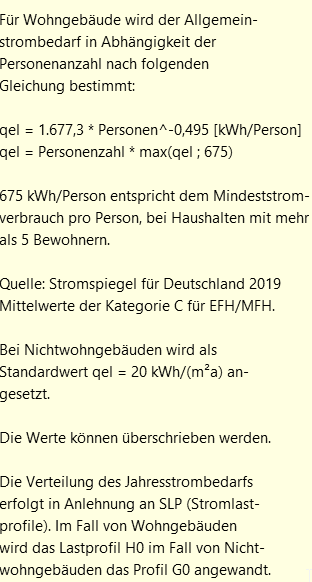 Für Wohngebäude wird der Allgemein-
strombedarf in Abhängigkeit der
Personenanzahl nach folgenden
Gleichung bestimmt:
qel = 1.677,3 * Personen^-0,495 [kWh/Person]
qel = Personenzahl * max(qel ; 675)
675 kWh/Person entspricht dem Mindeststrom-
verbrauch pro Person, bei Haushalten mit mehr
als 5 Bewohnern.
Quelle: Stromspiegel für Deutschland 2019
Mittelwerte der Kategorie C für EFH/MFH.
Bei Nichtwohngebäuden wird als
Standardwert qel = 20 kWh/(m²a) an-
gesetzt.
Die Werte können überschrieben werden.
Die Verteilung des Jahresstrombedarfs
erfolgt in Anlehnung an SLP (Stromlast-
profile). Im Fall von Wohngebäuden
wird das Lastprofil H0 im Fall von Nicht-
wohngebäuden das Profil G0 angewandt.